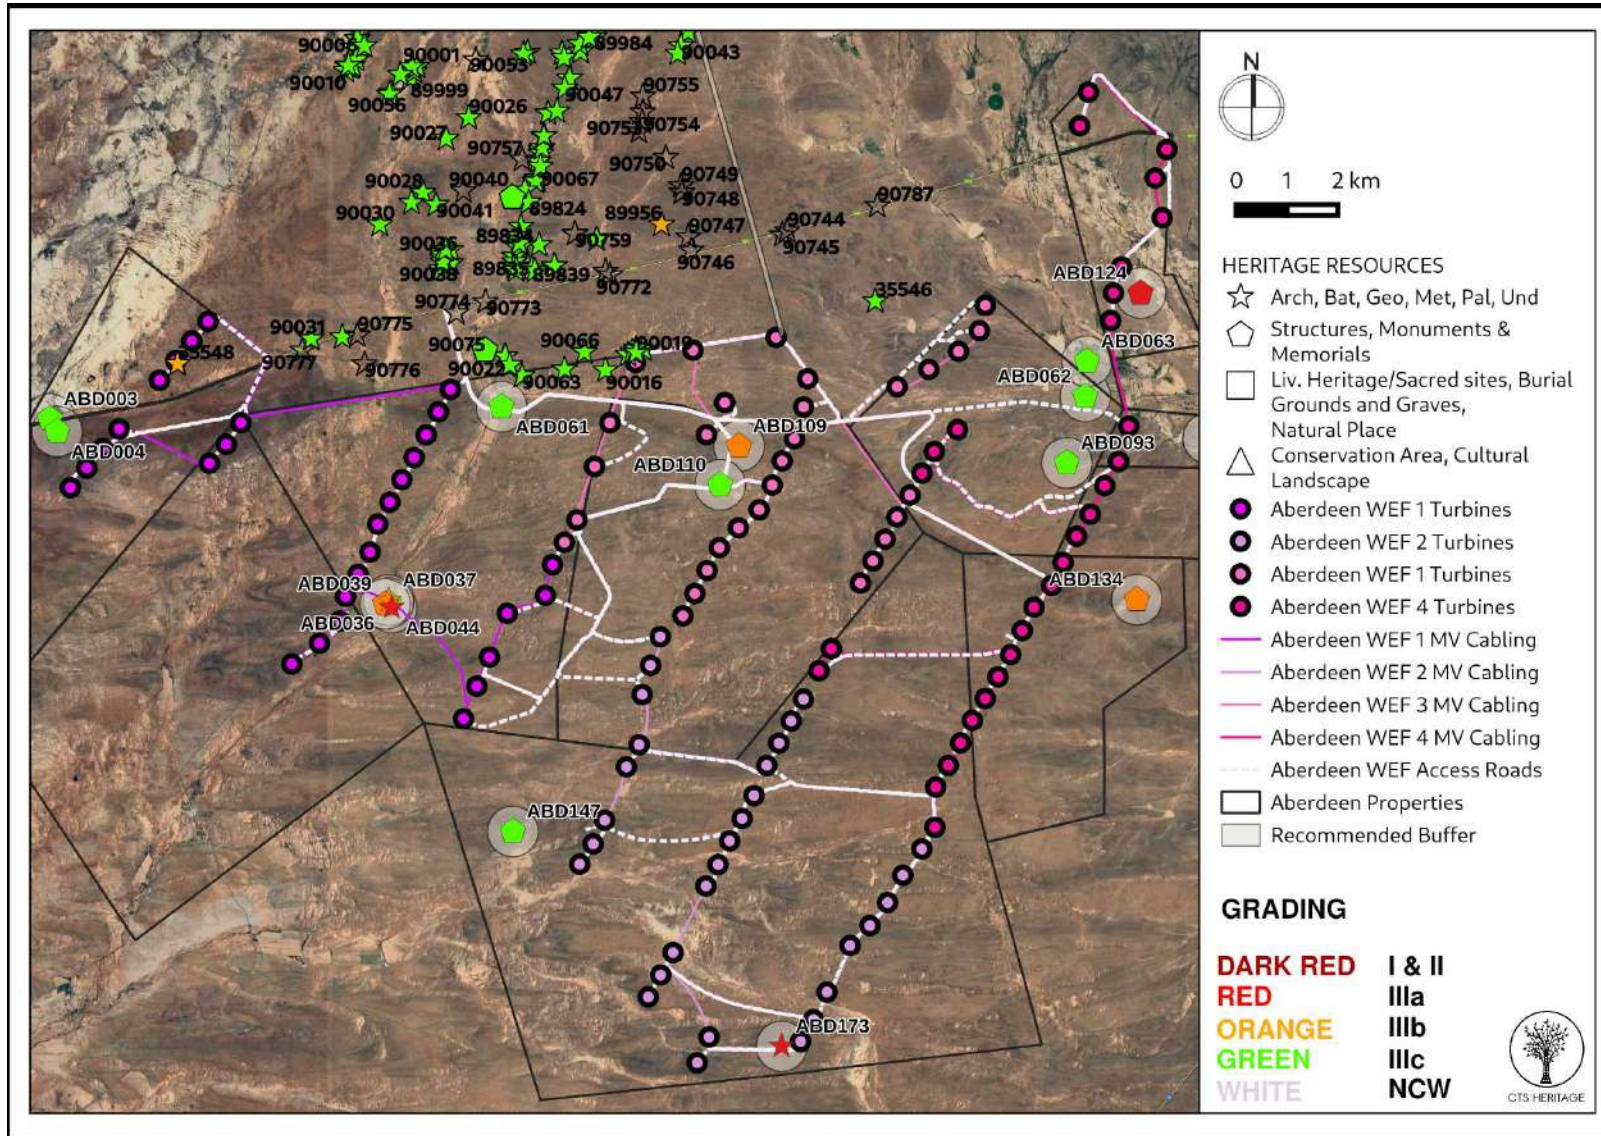 90006
90001
89984
90043
90053
90010
89999
90056
90047
90755
90026
90754
90753
90027
90757
90750
90028
90040
90067
90749
90748
90787
90030
90041
89824
89956
90747
90744
90745
90036
89834
90759
90746
90038
89835
89839
90772
90774
90773
35546
ABD124
90031
90775
90075
90066
90019
ABD063
90777
90776
90022
90063
90016
ABD062
ABD003
ABD061
ABD109
ABD093
ABD004
ABD110
ABD039
ABD037
ABD134
ABD036
ABD044
ABD147
ABD173
N
0 1 2 km
HERITAGE RESOURCES
Arch, Bat, Geo, Met, Pal, Und
Structures, Monuments &
Memorials
Liv. Heritage/Sacred sites, Burial
Grounds and Graves,
Natural Place
Conservation Area, Cultural
Landscape
Aberdeen WEF 1 Turbines
Aberdeen WEF 2 Turbines
Aberdeen WEF 1 Turbines
Aberdeen WEF 4 Turbines
Aberdeen WEF 1 MV Cabling
Aberdeen WEF 2 MV Cabling
Aberdeen WEF 3 MV Cabling
Aberdeen WEF 4 MV Cabling
Aberdeen WEF Access Roads
Aberdeen Properties
Recommended Buffer
GRADING
DARK RED I & II
RED IIIa
ORANGE IIIb
GREEN IIIc
WHITE NCW
CTS HERITAGE